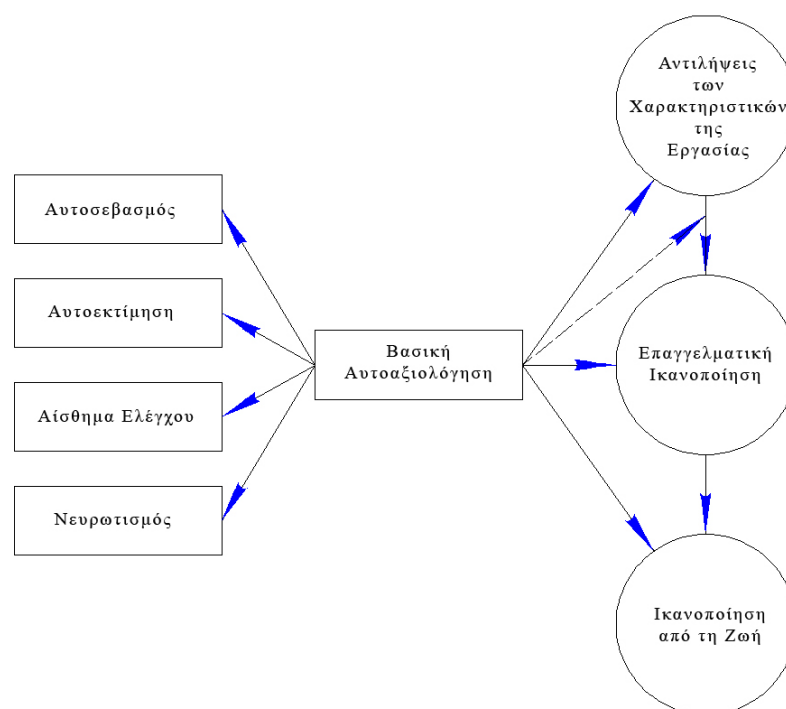 Αυτοσεβασμός
Αυτοεκτίμηση
Αίσθημα Ελέγχου
Νευρωτισμός
Βασική
Αυτοαξιολόγηση
Αντιλήψεις
των
Χαρακτηριστικών
της
Εργασίας
Επαγγελματική
Ικανοποίηση
Ικανοποίηση
από τη Ζωή